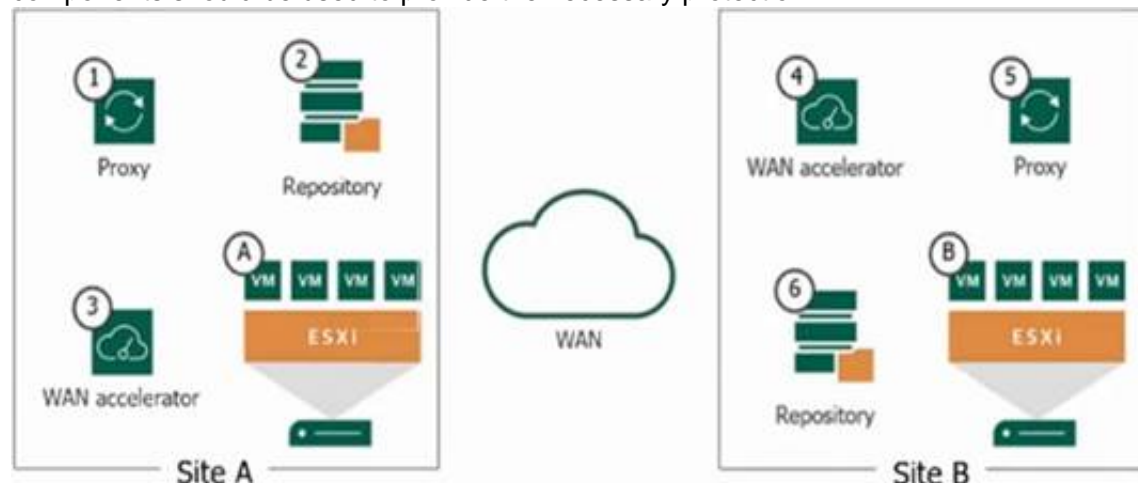 components should be used to provide the necessary protection
1
Proxy
2
Repository
3
WAN accelerator
A
VM VM VM VM
ESXi
Site A
WAN
4
WAN accelerator
5
Proxy
6
Repository
B
VM VM VM VM
ESXi
Site B